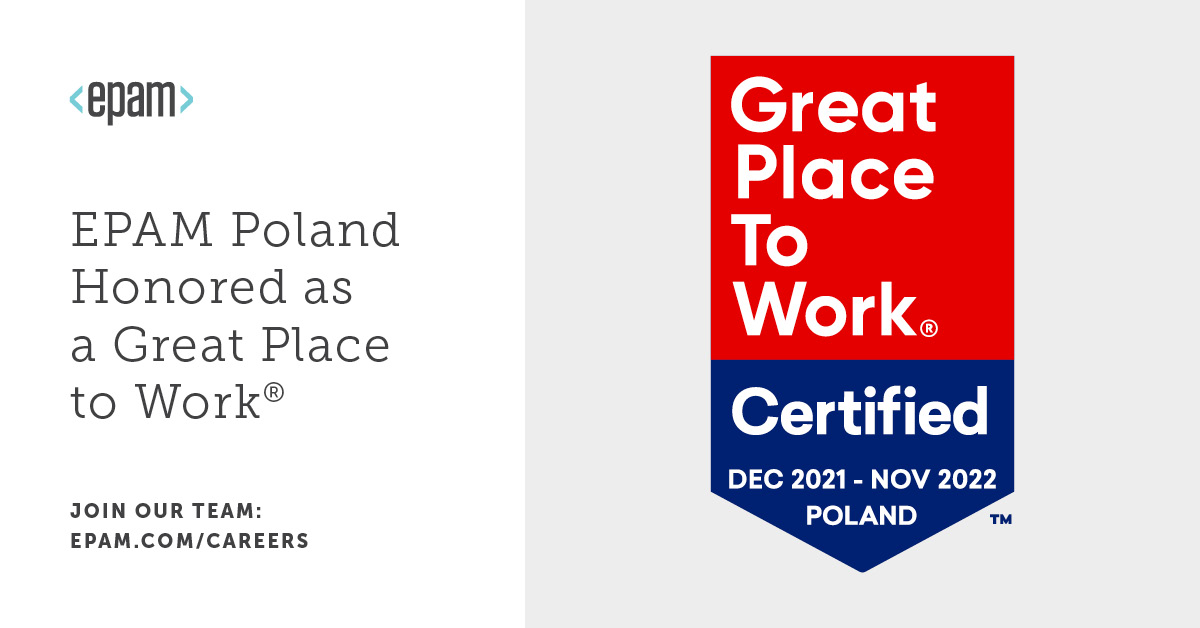 <epam>
EPAM Poland
Honored as
a Great Place
to Work®
JOIN OUR TEAM:
EPAM.COM/CAREERS
Great
Place
To
Work®
Certified
DEC 2021 - NOV 2022
POLAND
TM